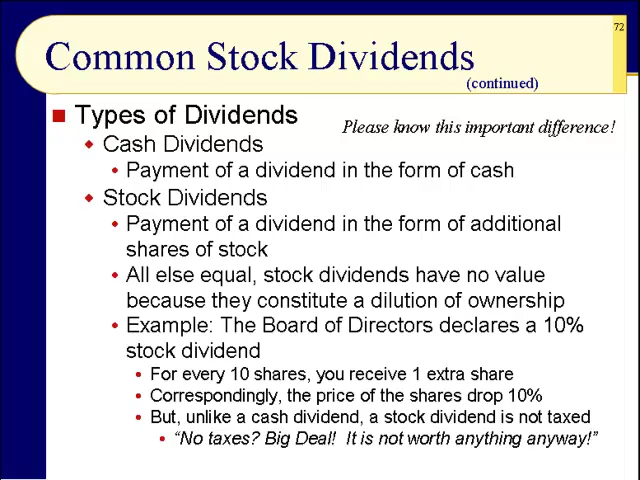 72
Common Stock Dividends
(continued)
Types of Dividends
Please know this important difference!
Cash Dividends
Payment of a dividend in the form of cash
Stock Dividends
Payment of a dividend in the form of additional
shares of stock
All else equal, stock dividends have no value
because they constitute a dilution of ownership
Example: The Board of Directors declares a 10%
stock dividend
For every 10 shares, you receive 1 extra share
Correspondingly, the price of the shares drop 10%
But, unlike a cash dividend, a stock dividend is not taxed
“No taxes? Big Deal! It is not worth anything anyway!”